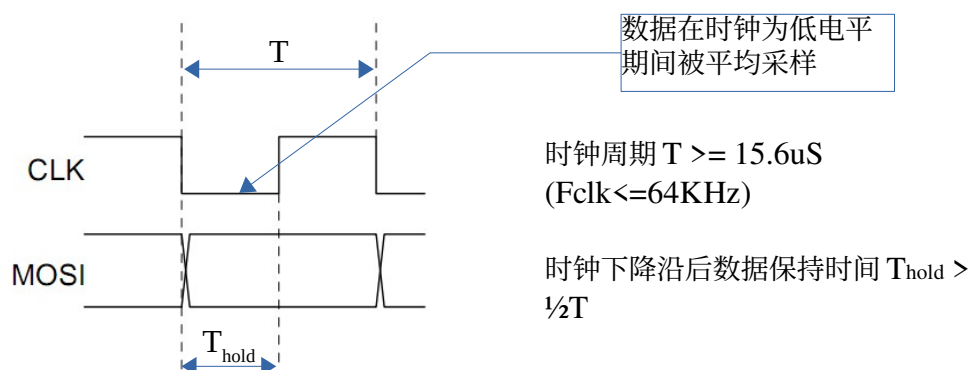 数据在时钟为低电平
期间被平均采样
T
CLK
时钟周期 T >= 15.6uS
(Fclk<=64KHz)
MOSI
时钟下降沿后数据保持时间 Thold >
½T
Thold